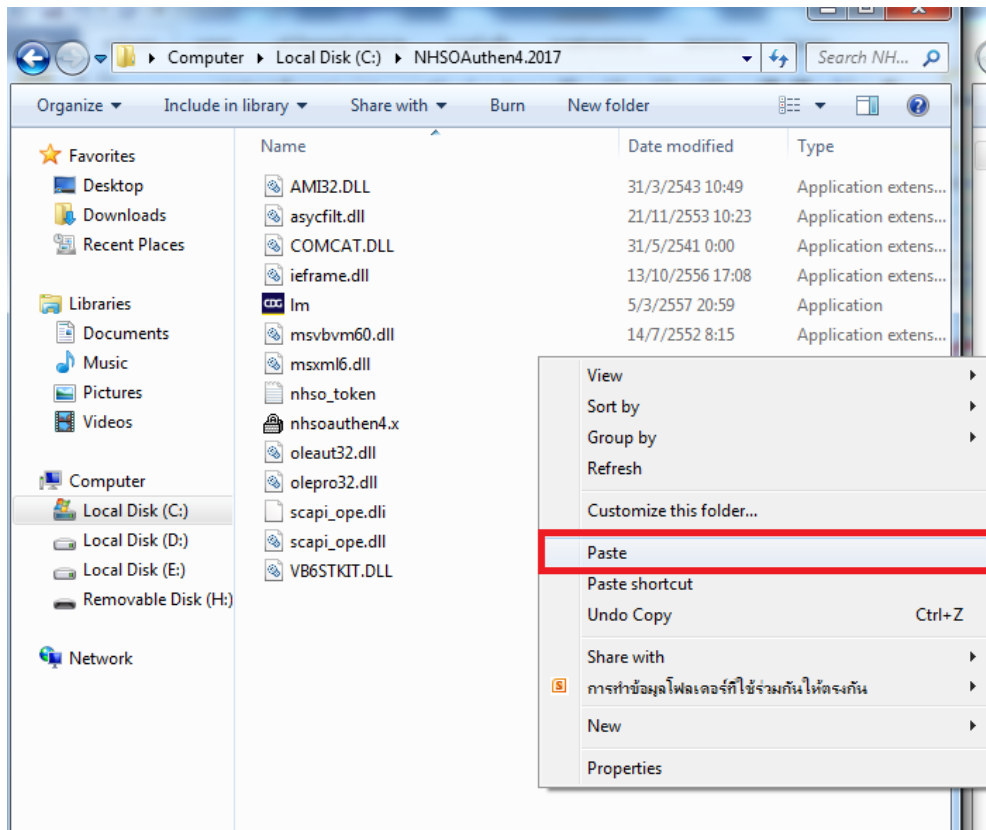 Computer Local Disk (C:) NHSOAuthen4.2017 Search NH...
Organize Include in library Share with Burn New folder
Favorites
Desktop
Downloads
Recent Places
Libraries
Documents
Music
Pictures
Videos
Computer
Local Disk (C:)
Local Disk (D:)
Local Disk (E:)
Removable Disk (H:)
Network
Name Date modified Type
AMI32.DLL 31/3/2543 10:49 Application extens...
asycfilt.dll 21/11/2553 10:23 Application extens...
COMCAT.DLL 31/5/2541 0:00 Application extens...
ieframe.dll 13/10/2556 17:08 Application extens...
CDG lm 5/3/2557 20:59 Application
msvbvm60.dll 14/7/2552 8:15 Application extens...
msxml6.dll
nhso_token
nhsoauthen4.x
oleaut32.dll
olepro32.dll
scapi_ope.dli
scapi_ope.dll
VB6STKIT.DLL
View
Sort by
Group by
Refresh
Customize this folder...
Paste
Paste shortcut
Undo Copy Ctrl+Z
Share with
S การทำข้อมูลโฟลเดอร์ที่ใช้ร่วมกันให้ตรงกัน
New
Properties